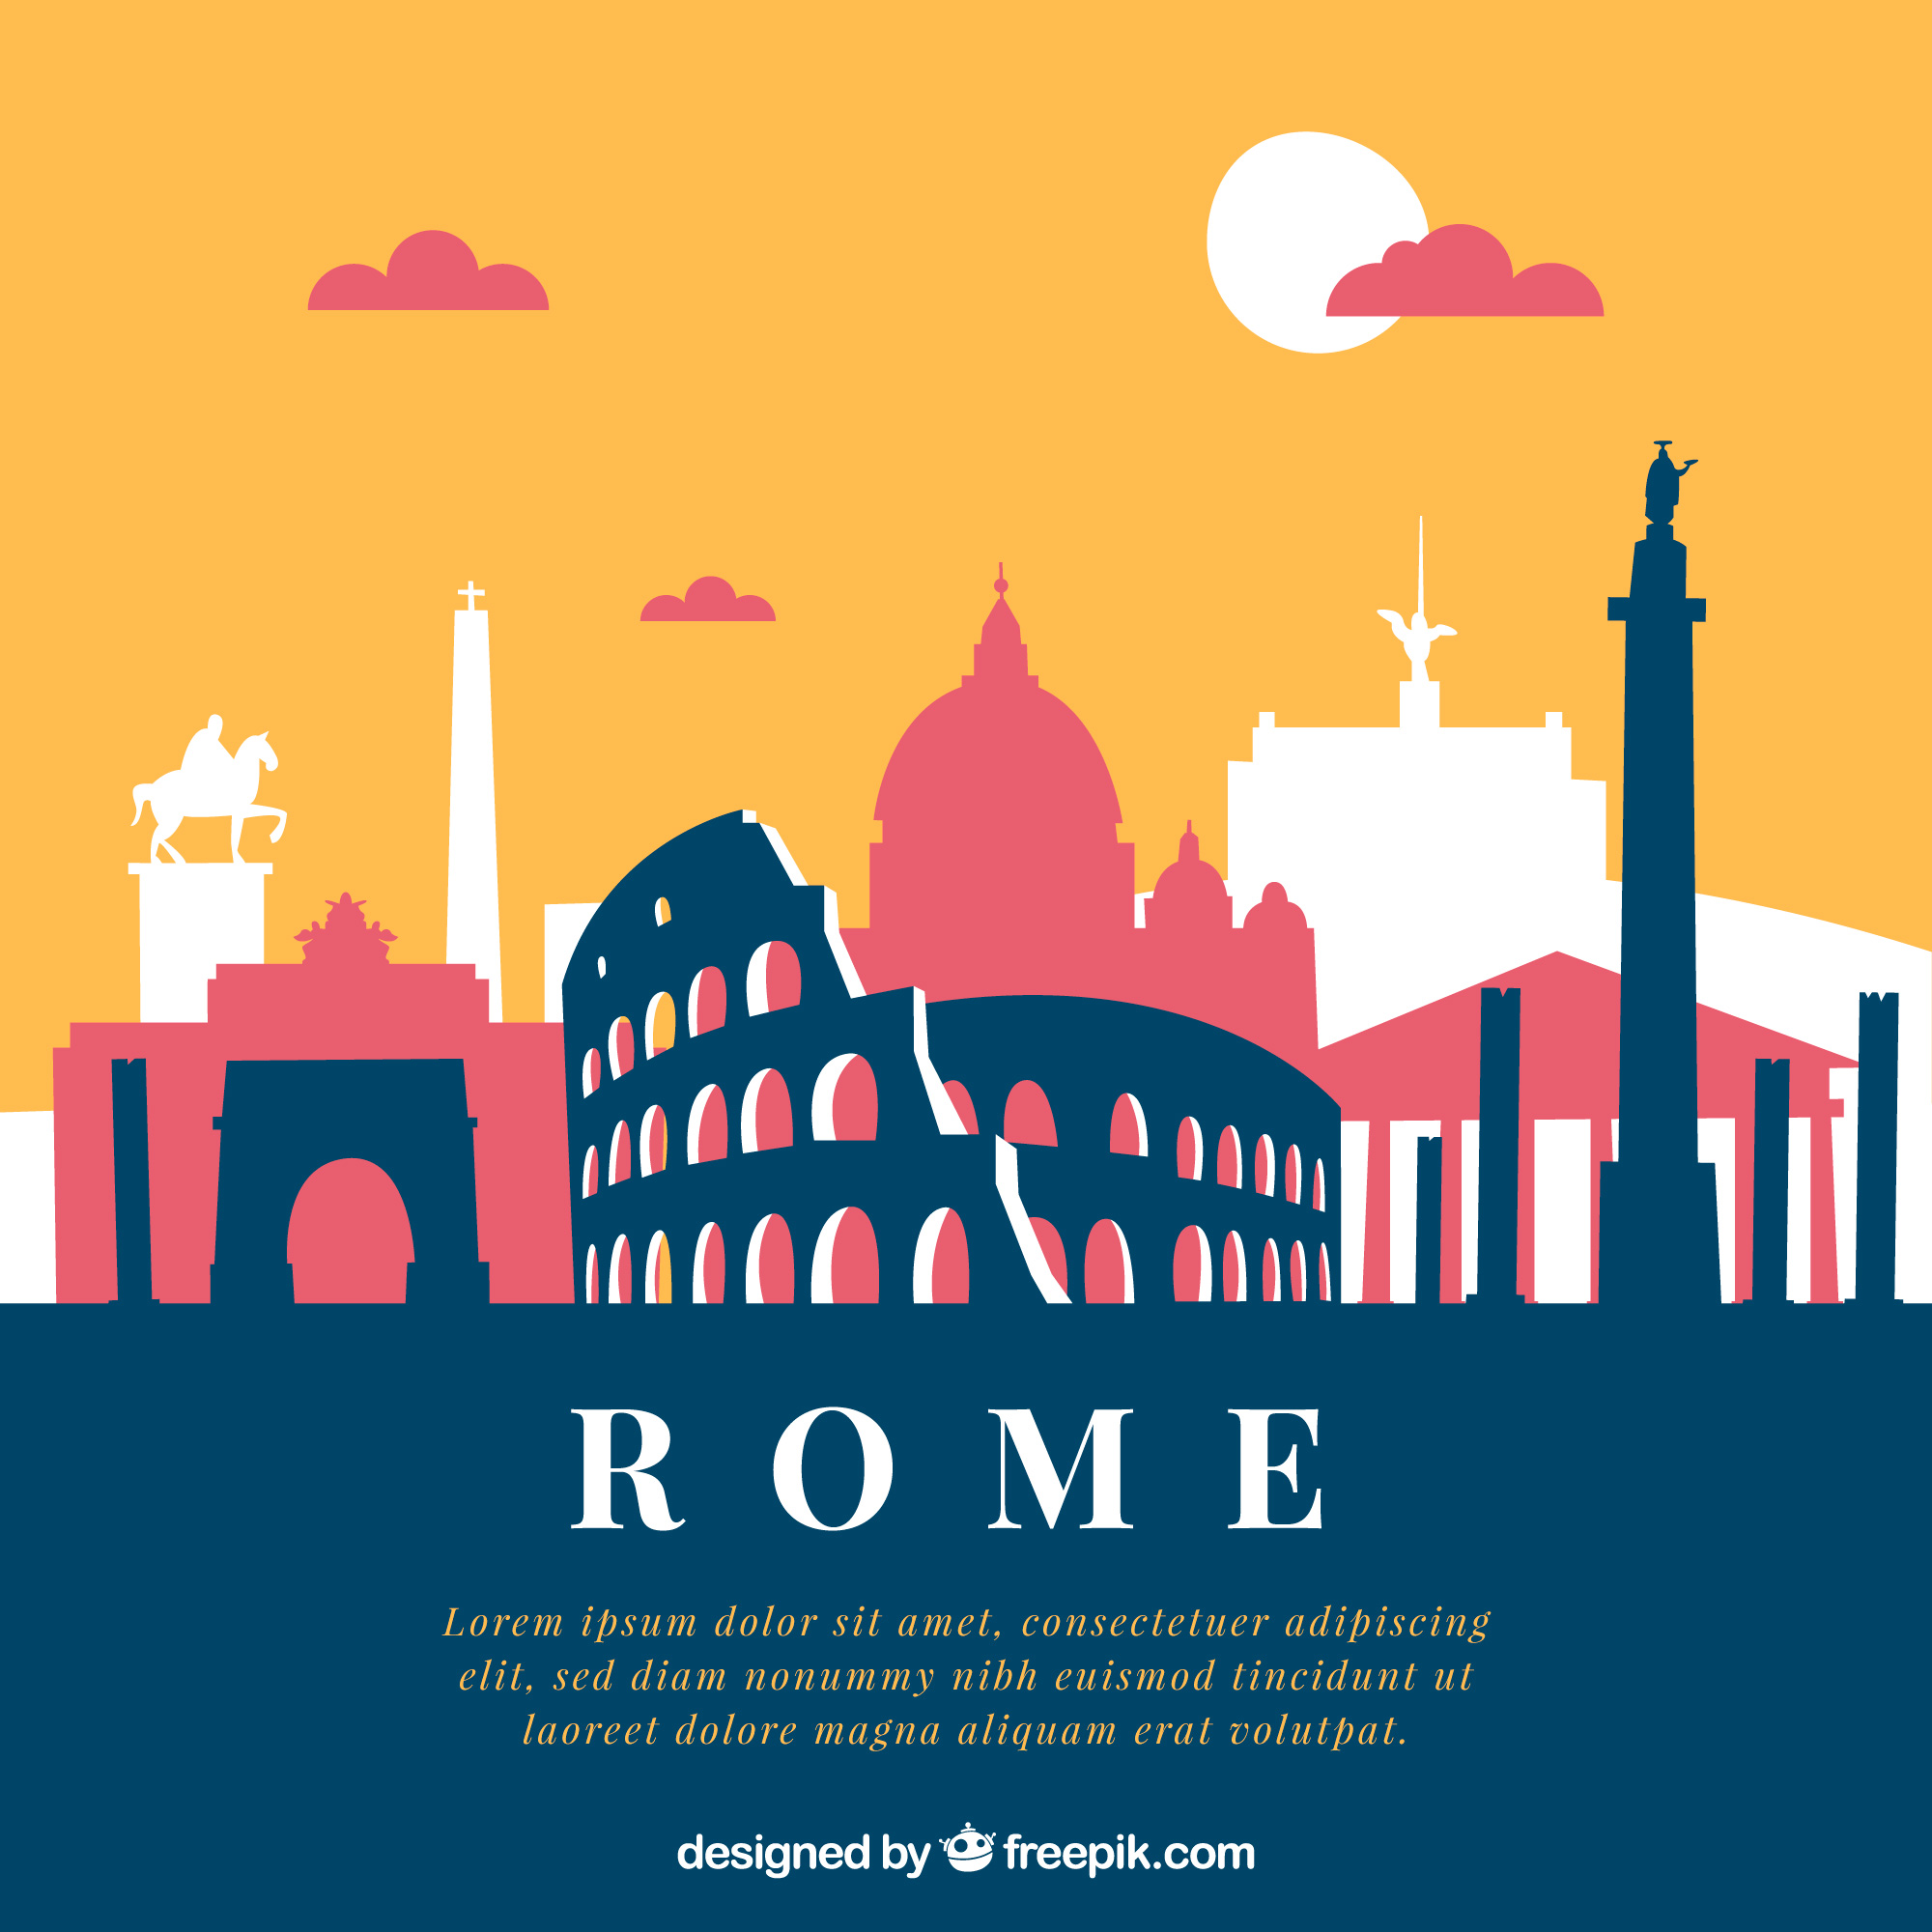 ROME
Lorem ipsum dolor sit amet, consectetuer adipiscing
elit, sed diam nonummy nibh euismod tincidunt ut
laoreet dolore magna aliquam erat volutpat.
designed by freepik.com